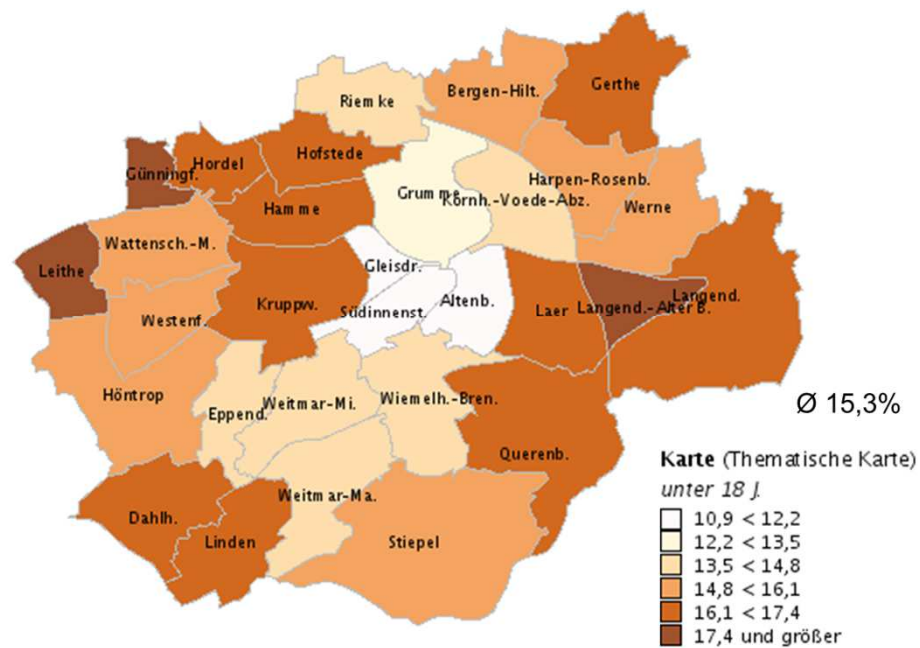 Gerthe
Bergen-Hilt.
Riemke
Hofstede
Hordel
Günningf.
Harpen-Rosenb.
Grumme
Kornh.-Voede-Abz.
Werne
Hamme
Wattensch.-M.
Gleisdr.
Leithe
Langend.
Altenb.
Kruppw.
Langend.-Alter B.
Laer
Südinnenst.
Westenf.
Höntrop
Wiemelh.-Bren.
Weitmar-Mi.
Eppend.
Ø 15,3%
Querenb.
Karte (Thematische Karte)
unter 18 J.
Weitmar-Ma.
Dahlh.
Linden
Stiepel
10,9 < 12,2
12,2 < 13,5
13,5 < 14,8
14,8 < 16,1
16,1 < 17,4
17,4 und größer